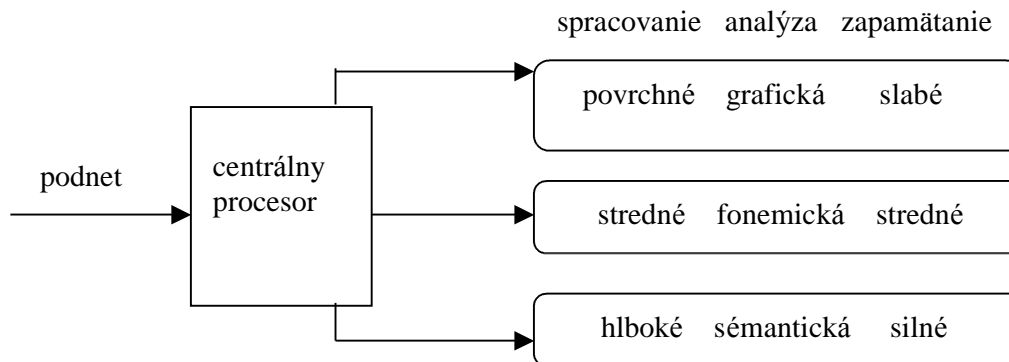 spracovanie analýza zapamätanie
povrchné grafická slabé
podnet
centrálny
procesor
stredné fonemická stredné
hlboké sémantická silné